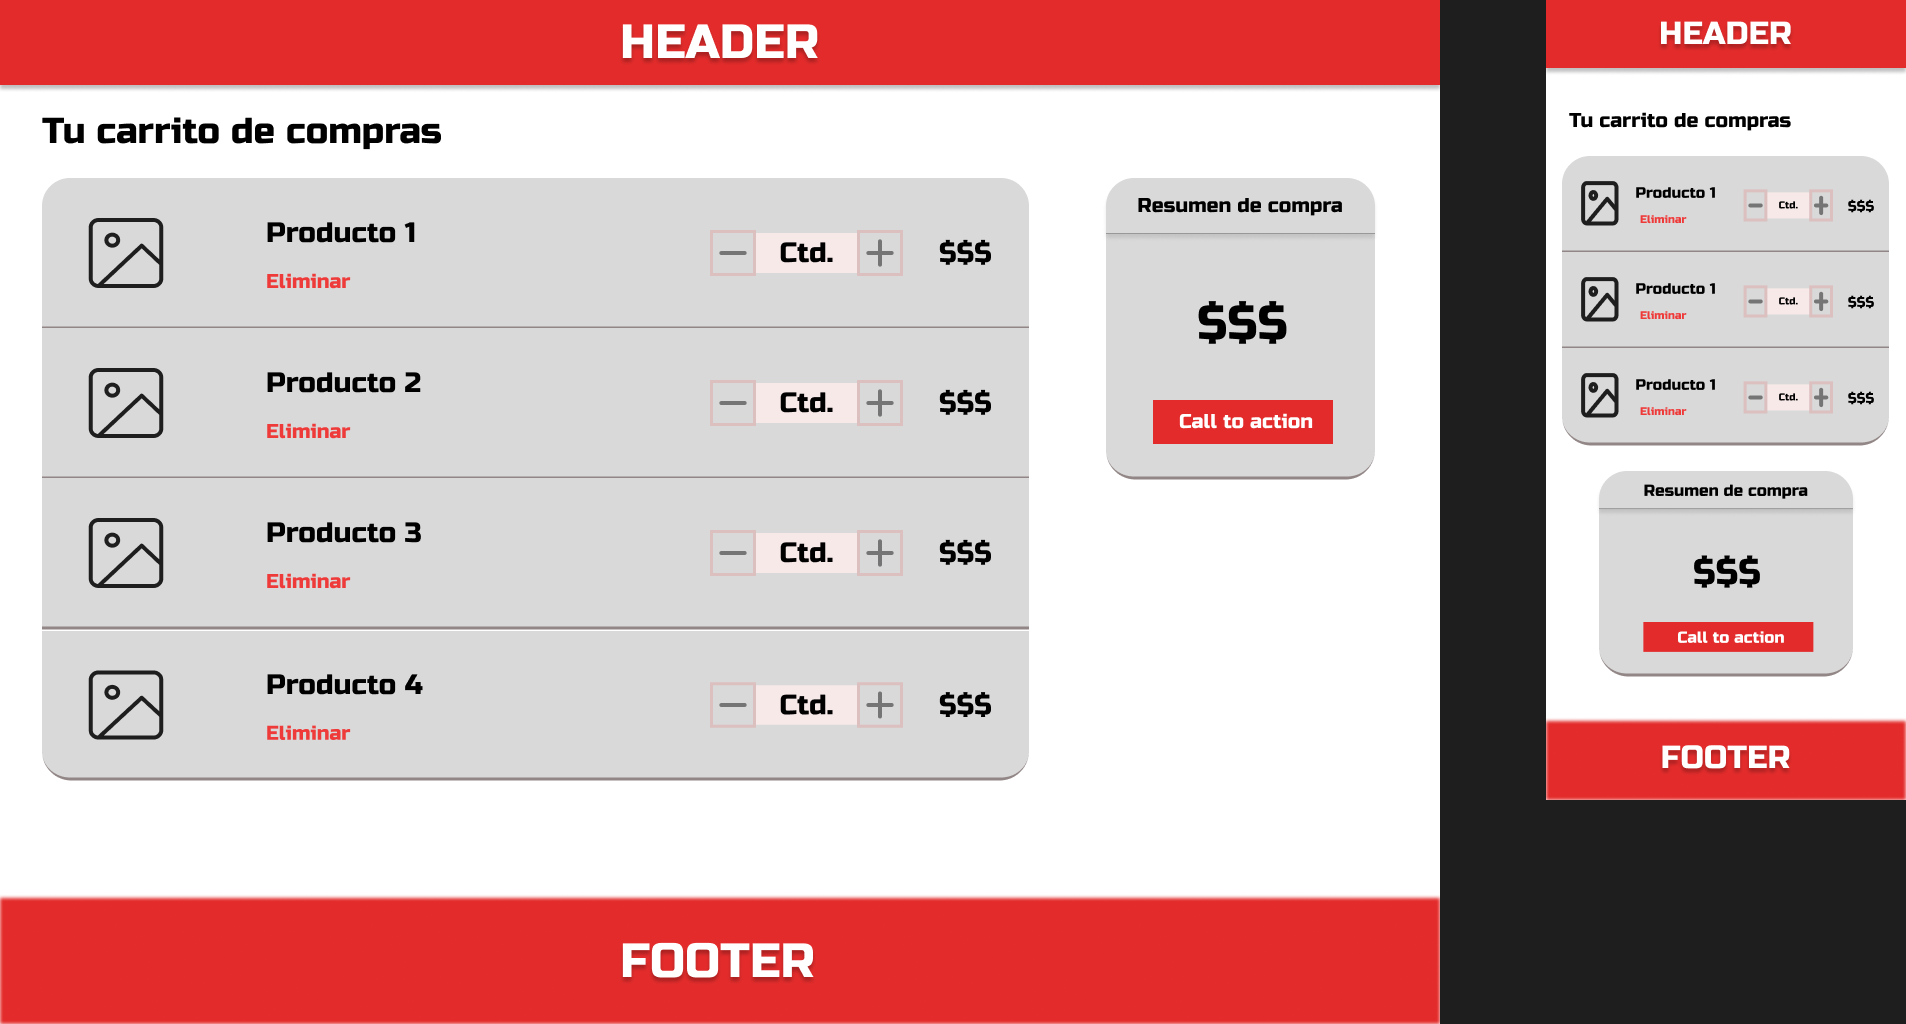 HEADER
Tu carrito de compras
Producto 1
Eliminar
Ctd.
$$$
Producto 2
Eliminar
Ctd.
$$$
Producto 3
Eliminar
Ctd.
$$$
Producto 4
Eliminar
Ctd.
$$$
Resumen de compra
$$$
Call to action
FOOTER
HEADER
Tu carrito de compras
Producto 1
Eliminar
Ctd.
$$$
Producto 1
Eliminar
Ctd.
$$$
Producto 1
Eliminar
Ctd.
$$$
Resumen de compra
$$$
Call to action
FOOTER